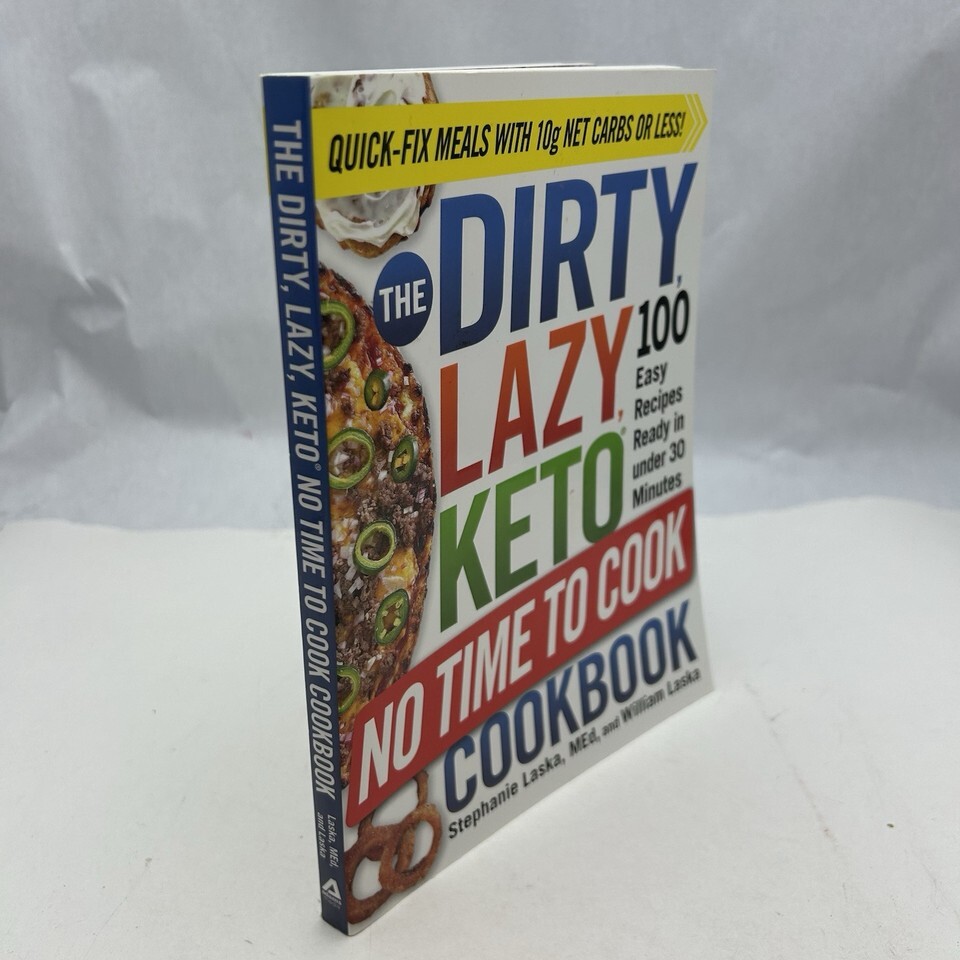 QUICK-FIX MEALS WITH 10g NET CARBS OR LESS!
THE
DIRTY,
LAZY,
KETO®
100
Easy
Recipes
Ready in
under 30
Minutes
NO TIME TO COOK
COOKBOOK
Stephanie Laska, MEd, and William Laska
THE DIRTY, LAZY, KETO® NO TIME TO COOK COOKBOOK
Laska, MEd,
and Laska